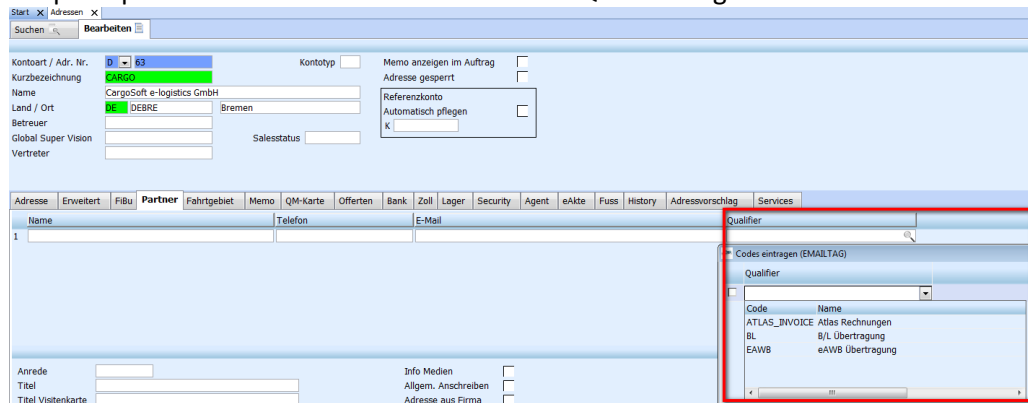 Start X Adressen X
Suchen Bearbeiten
Kontoart / Adr. Nr. D 63 Kontotyp Memo anzeigen im Auftrag
Kurzbezeichnung CARGO Adresse gesperrt
Name CargoSoft e-logistics GmbH Referenzkonto
Land / Ort DE DEBRE Bremen Automatisch pflegen
Betreuer K
Global Super Vision Salesstatus
Vertreter
Adresse Erweitert FiBu Partner Fahrtgebiet Memo QM-Karte Offerten Bank Zoll Lager Security Agent eAkte Fuss History Adressvorschlag Services
Name Telefon E-Mail Qualifier
1
Codes eintragen (EMAILTAG)
Qualifier
Code Name
ATLAS_INVOICE Atlas Rechnungen
BL B/L Übertragung
EAWB eAWB Übertragung
Anrede Info Medien
Titel Allgem. Anschreiben
Titel Visitenkarte Adresse aus Firma